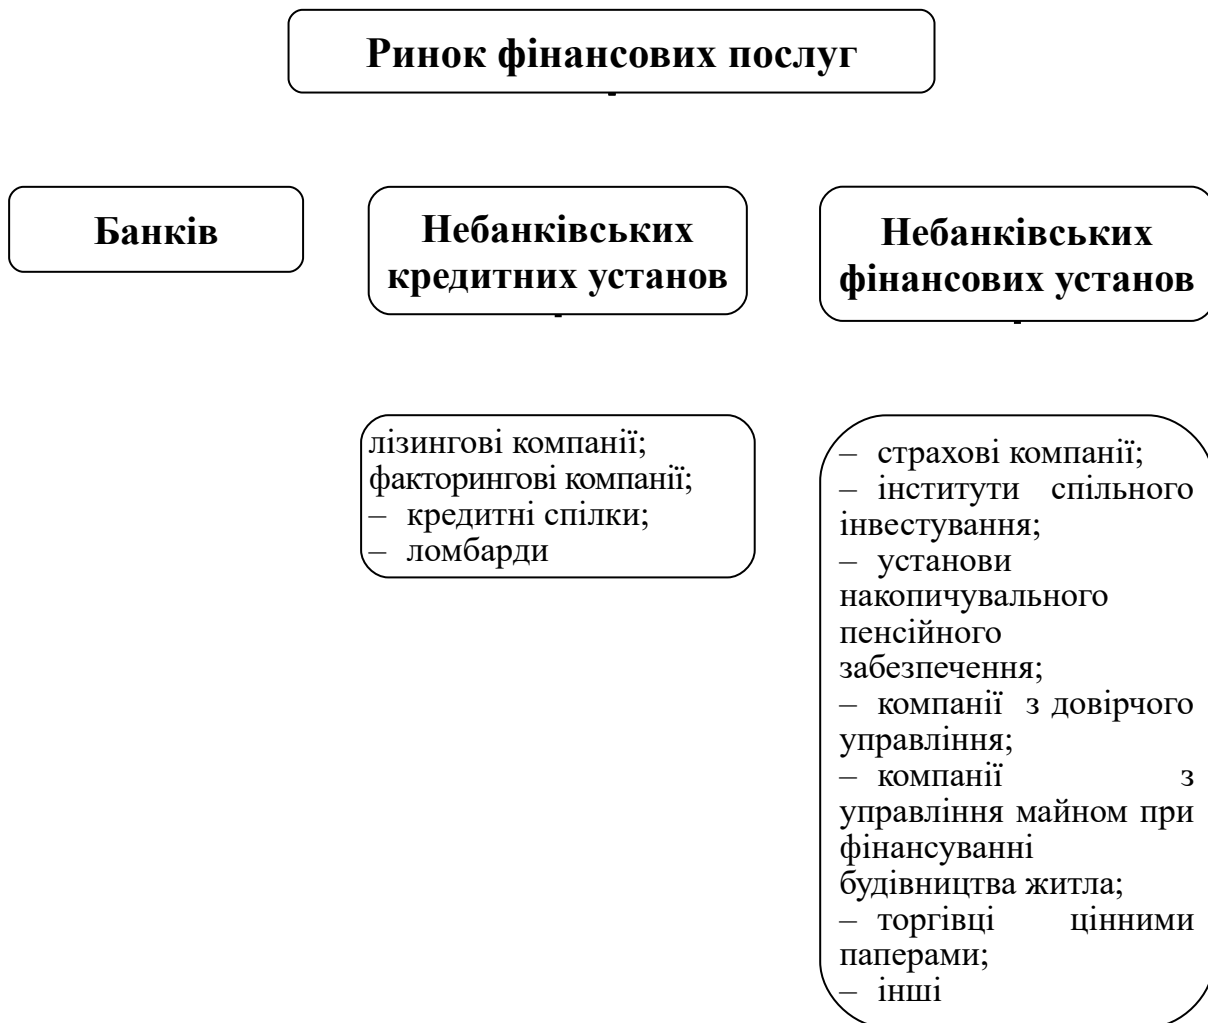 Ринок фінансових послуг
Банків
Небанківських
кредитних установ
Небанківських
фінансових установ
лізингові компанії;
факторингові компанії;
– кредитні спілки;
– ломбарди
– страхові компанії;
– інститути спільного
інвестування;
– установи
накопичувального
пенсійного
забезпечення;
– компанії з довірчого
управління;
– компанії з
управління майном при
фінансуванні
будівництва житла;
– торгівці цінними
паперами;
– інші